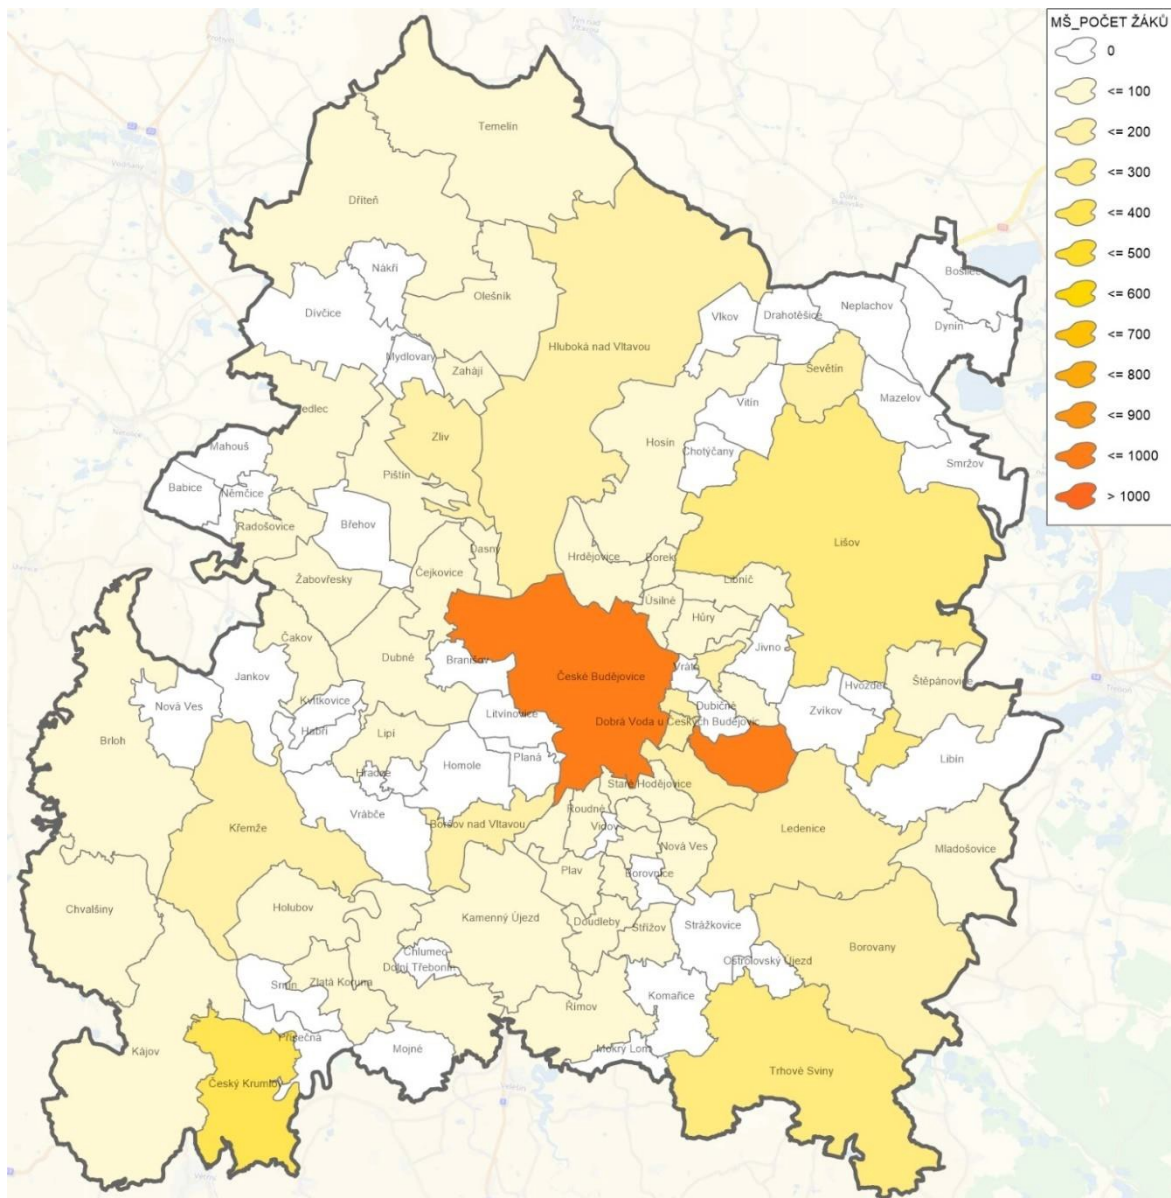 MŠ_POČET ŽÁKŮ
0
<= 100
<= 200
<= 300
<= 400
<= 500
<= 600
<= 700
<= 800
<= 900
<= 1000
> 1000
Temelín
Dříteň
Nákří
Olešník
Dívčice
Hluboká nad Vltavou
Mydlovary
Zahájí
Vlkov
Drahotěšice
Neplachov
Bošilec
Dynín
Ševětín
Mazelov
Vitín
edlec
Zliv
Hosín
Chotýčany
Smržov
Mahouš
Babice
Němčice
Pištín
Radošovice
Břehov
Lišov
Dasný
Hrdějovice
Borek
Čejkovice
Žabovřesky
Libníč
Úsilné
Hůry
Čakov
Dubné
Branišov
České Budějovice
Jivno
Jankov
Štěpánovice
Hvozdec
Nová Ves
Kvítkovice
Litvínovice
Dubičné
Zvíkov
Habří
Dobrá Voda u Českých Budějovic
Lipí
Brloh
Homole
Planá
Libín
Vrábče
Staré Hodějovice
Roudné
Křemže
Boršov nad Vltavou
Vidov
Ledenice
Nová Ves
Mladošovice
Plav
Borovnice
Chvalšiny
Holubov
Kamenný Újezd
Doudleby
Střížov
Strážkovice
Borovany
Chlumec
Dolní Třebonín
Ostrolovský Újezd
Zlatá Koruna
Komařice
Římov
Přísečná
Mojné
Mokrý Lom
Kájov
Český Krumlov
Trhové Sviny